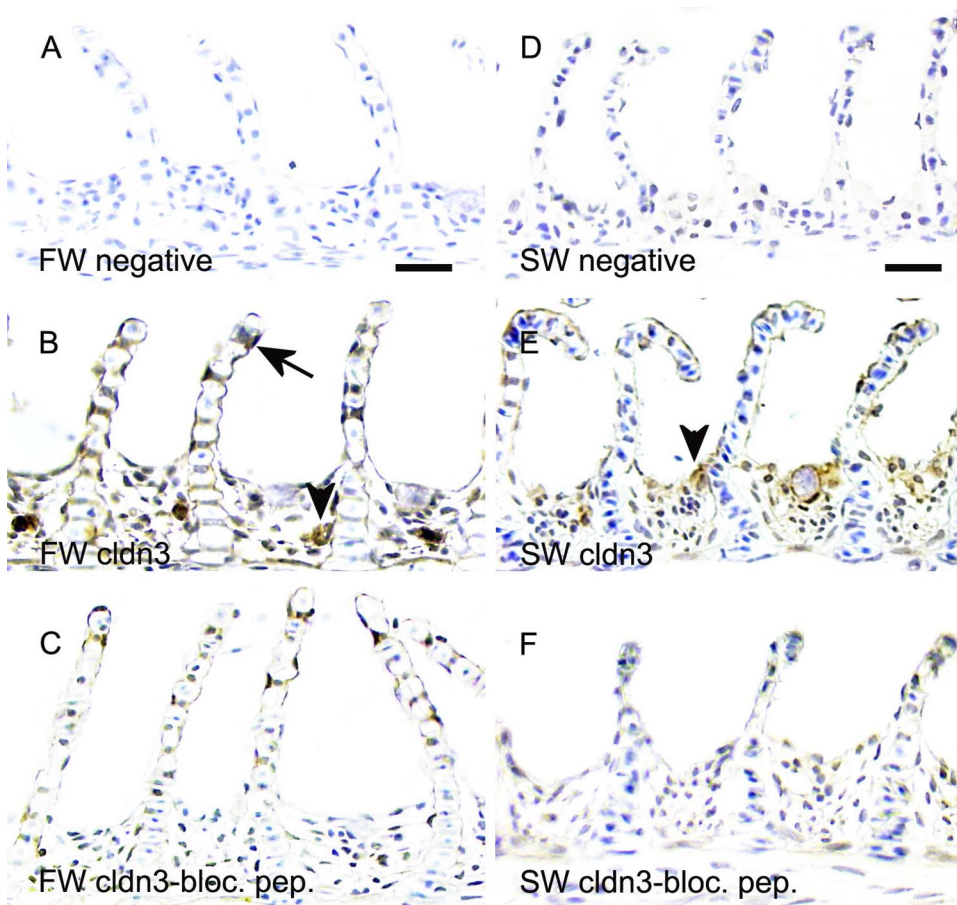 A
FW negative
D
SW negative
B
FW cldn3
E
SW cldn3
C
FW cldn3-bloc. pep.
F
SW cldn3-bloc. pep.